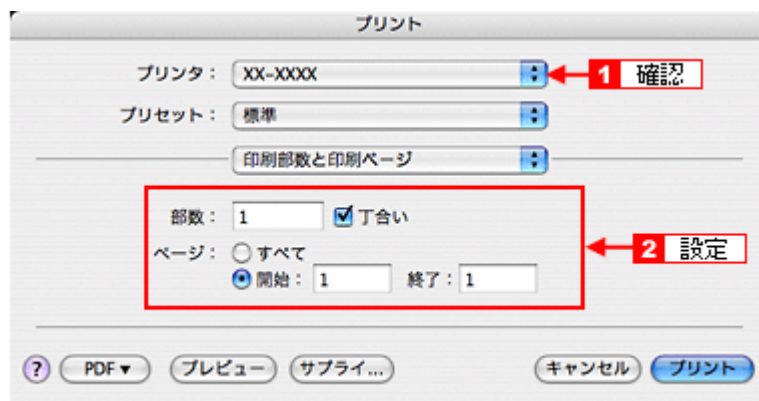 プリント
プリンタ： XX-XXXX 1 確認
プリセット： 標準
印刷部数と印刷ページ
部数： 1 丁合い
ページ： すべて
開始： 1 終了： 1
2 設定
? PDF▼ プレビュー サプライ... キャンセル プリント